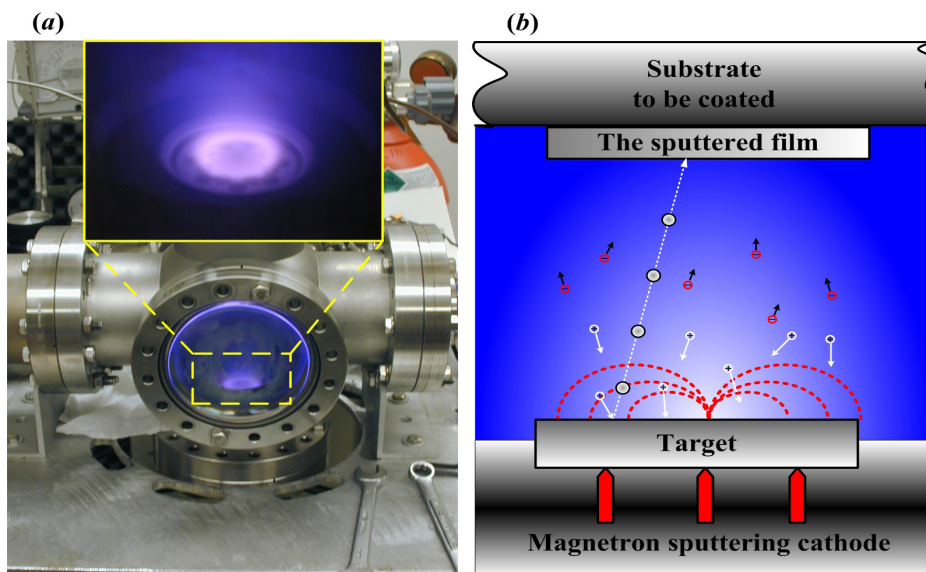 (a)
(b)
Substrate
to be coated
The sputtered film
Target
Magnetron sputtering cathode